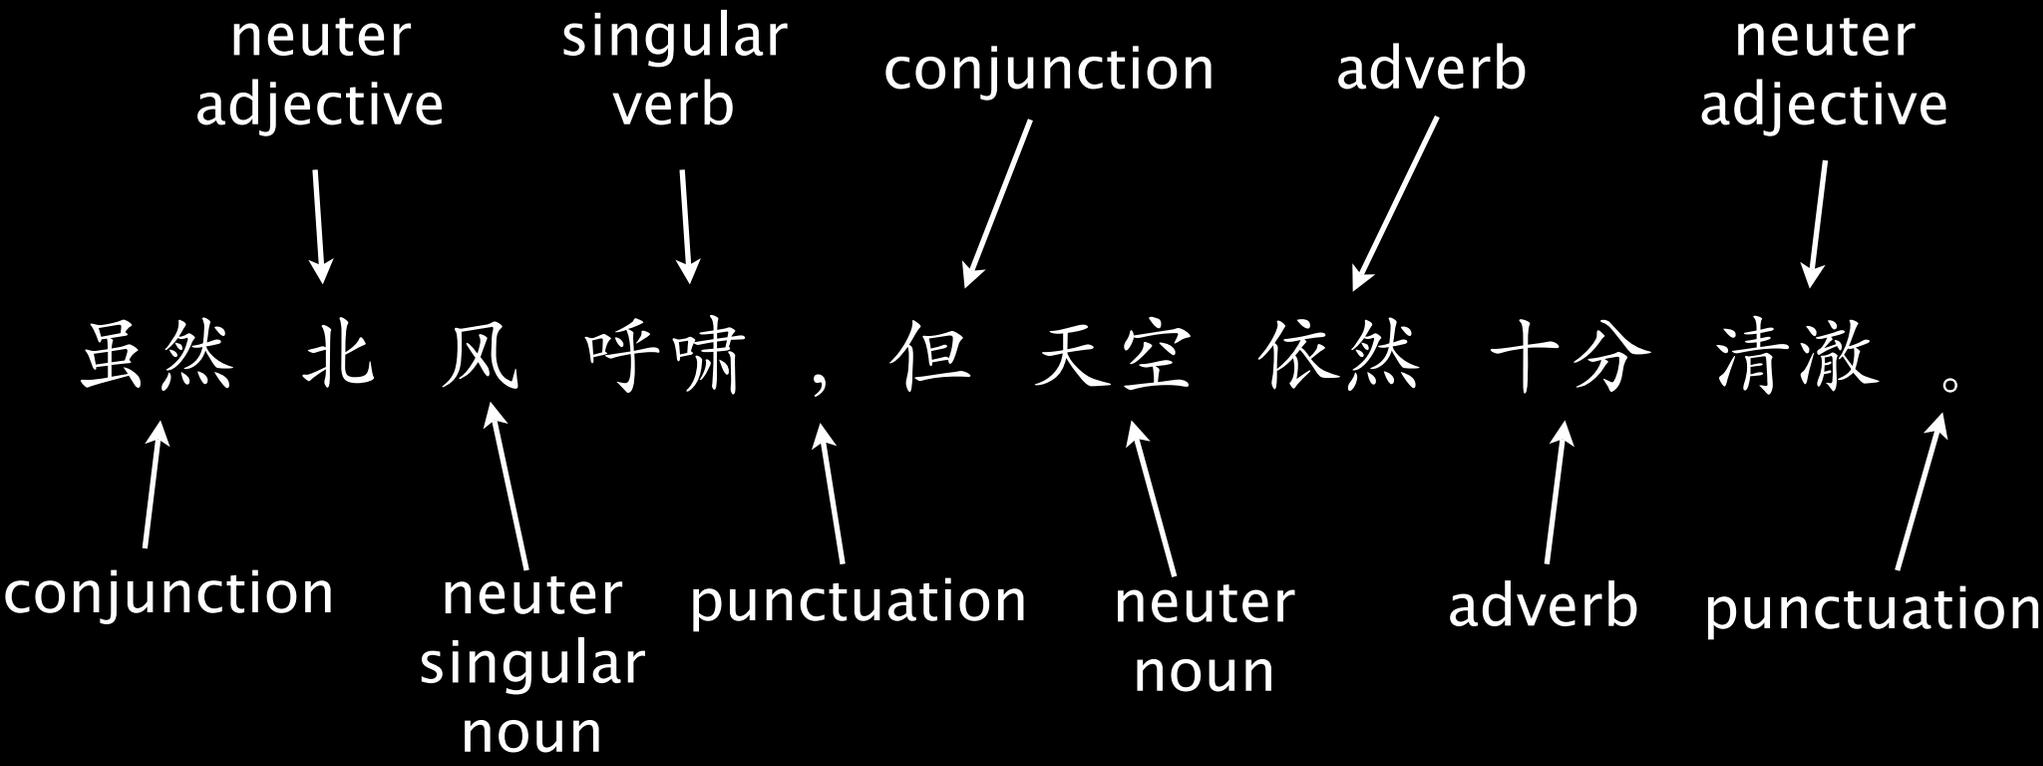 neuter adjective
singular verb
conjunction
adverb
neuter adjective
虽然 北 风 呼啸 , 但 天空 依然 十分 清澈 。
conjunction
neuter singular noun
punctuation
neuter noun
adverb
punctuation